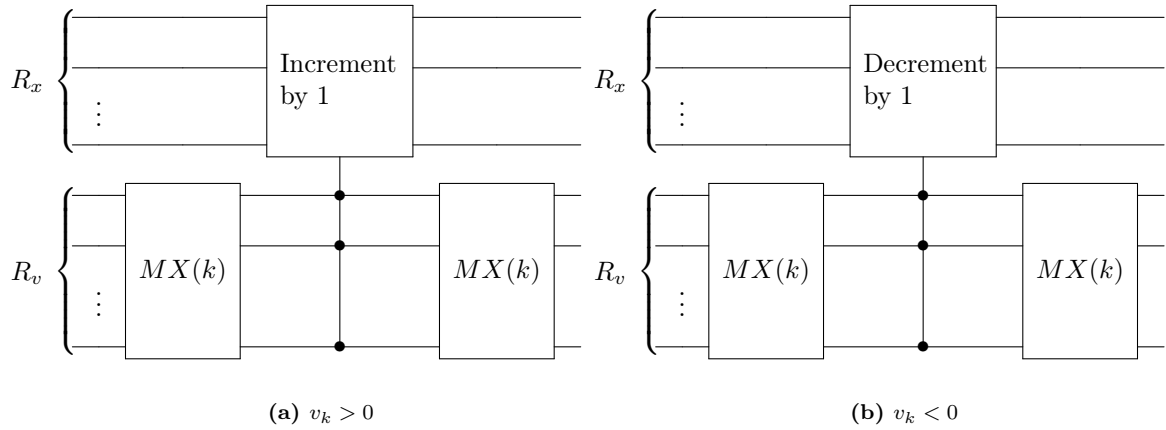 R_x
Increment
by 1
⋮
R_v
MX(k)
MX(k)
⋮
(a) v_k > 0
R_x
Decrement
by 1
⋮
R_v
MX(k)
MX(k)
⋮
(b) v_k < 0